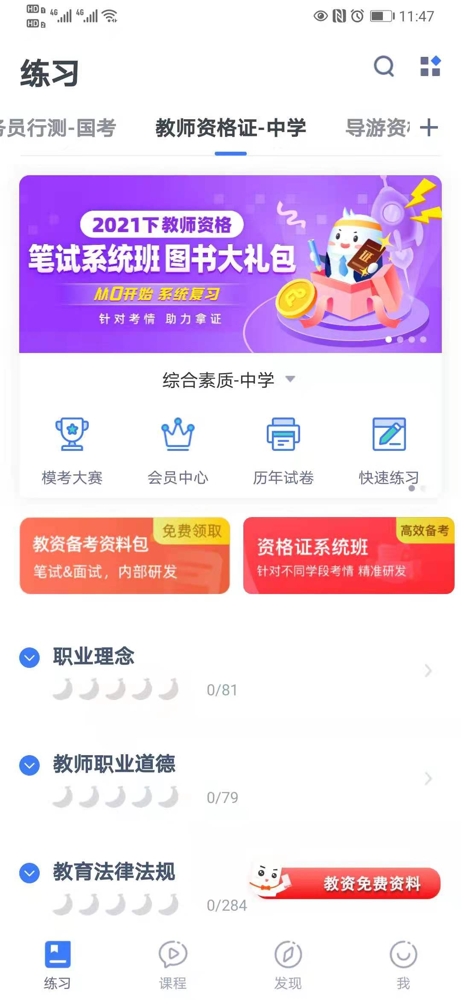 HD 1 4G 4G 11:47
HD 2
练习
务员行测-国考 教师资格证-中学 导游资格
2021下教师资格
笔试系统班 图书大礼包
从0开始 系统复习
针对考情 助力拿证
证
综合素质-中学
模考大赛 会员中心 历年试卷 快速练习
免费领取
教资备考资料包
笔试&面试，内部研发
高效备考
资格证系统班
针对不同学段考情 精准研发
职业理念
0/81
教师职业道德
0/79
教育法律法规
0/284
教资免费资料
练习 课程 发现 我